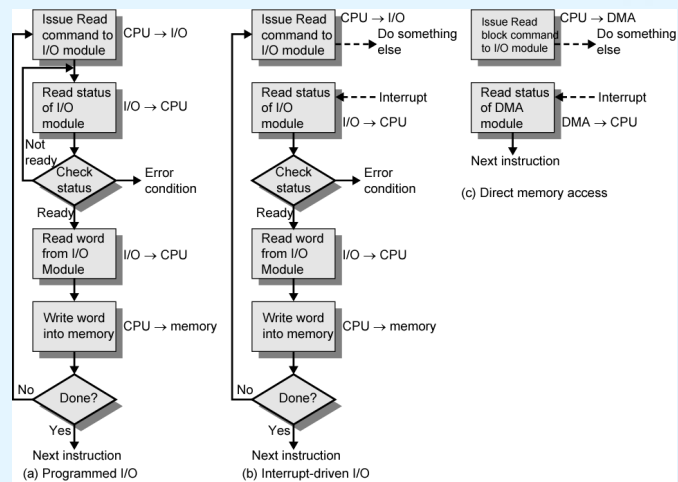 Issue Read
command to
I/O module
CPU → I/O
Read status
of I/O
module
I/O → CPU
Not
ready
Check
status
Error
condition
Ready
Read word
from I/O
Module
I/O → CPU
Write word
into memory
CPU → memory
No
Done?
Yes
Next instruction
(a) Programmed I/O
Issue Read
command to
I/O module
CPU → I/O
Do something
else
Read status
of I/O
module
Interrupt
I/O → CPU
Check
status
Error
condition
Ready
Read word
from I/O
Module
I/O → CPU
Write word
into memory
CPU → memory
No
Done?
Yes
Next instruction
(b) Interrupt-driven I/O
Issue Read
block command
to I/O module
CPU → DMA
Do something
else
Read status
of DMA
module
Interrupt
DMA → CPU
Next instruction
(c) Direct memory access